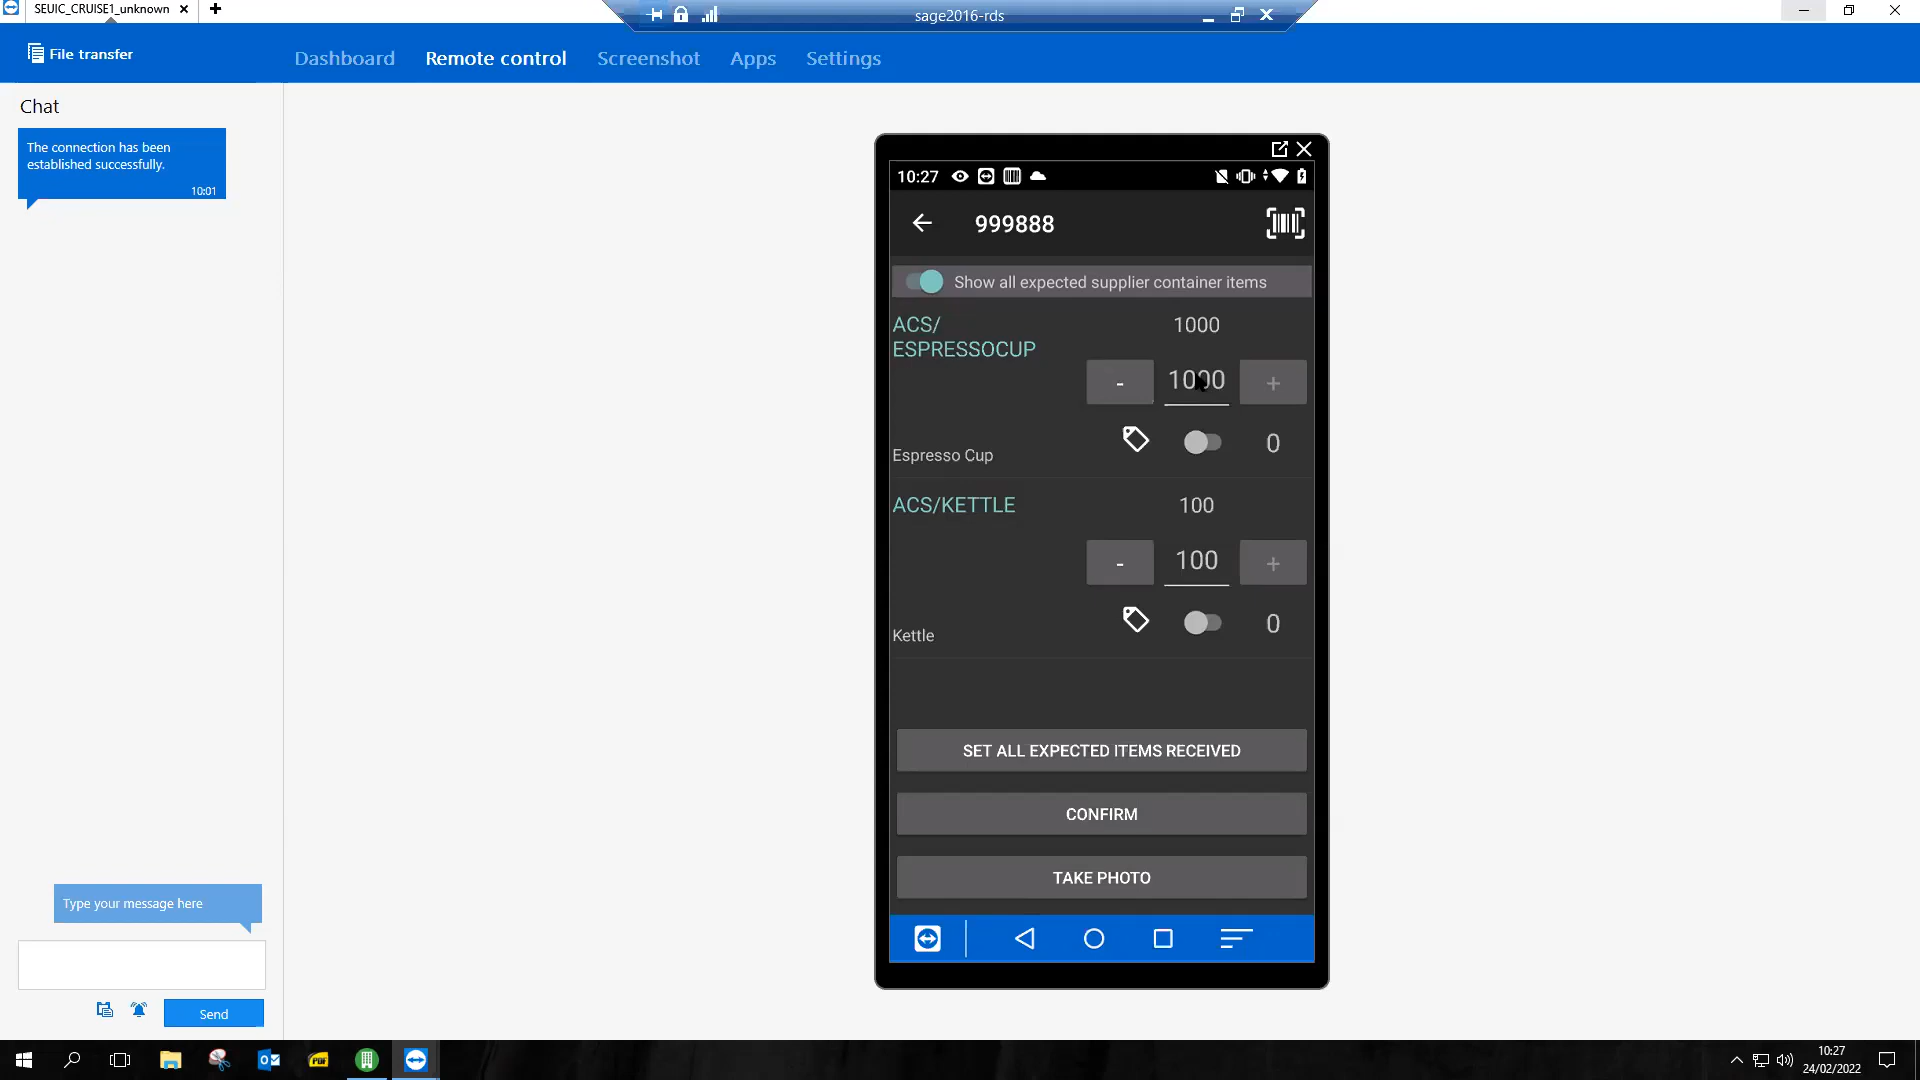 SEUIC_CRUISE1_unknown
sage2016-rds
File transfer
Dashboard
Remote control
Screenshot
Apps
Settings
Chat
The connection has been
established successfully.
10:01
10:27
999888
Show all expected supplier container items
ACS/
ESPRESSOCUP
1000
-
1000
+
Espresso Cup
0
ACS/KETTLE
100
-
100
+
Kettle
0
SET ALL EXPECTED ITEMS RECEIVED
CONFIRM
TAKE PHOTO
Type your message here
Send
PDF
10:27
24/02/2022